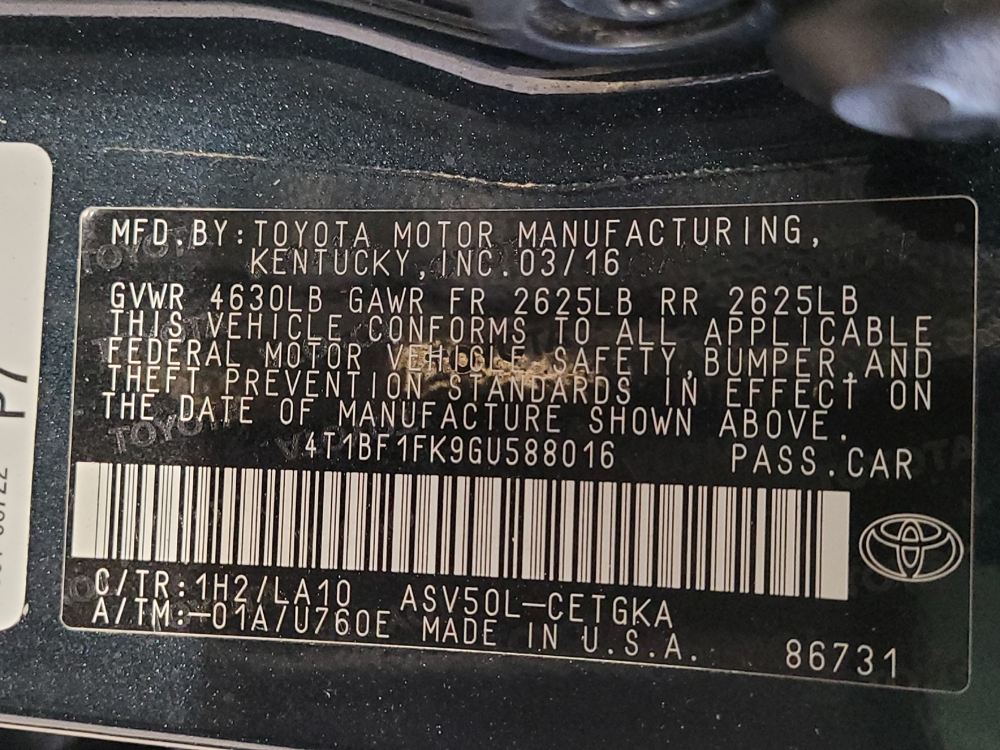 MFD.BY:TOYOTA MOTOR MANUFACTURING,
KENTUCKY,INC.03/16
GVWR 4630LB GAWR FR 2625LB RR 2625LB
THIS VEHICLE CONFORMS TO ALL APPLICABLE
FEDERAL MOTOR VEHICLE SAFETY,BUMPER,AND
THEFT PREVENTION STANDARDS IN EFFECT ON
THE DATE OF MANUFACTURE SHOWN ABOVE.
4T1BF1FK9GU588016 PASS.CAR
C/TR:1H2/LA10 ASV50L-CETGKA
A/TM:-01A/U760E MADE IN U.S.A. 86731